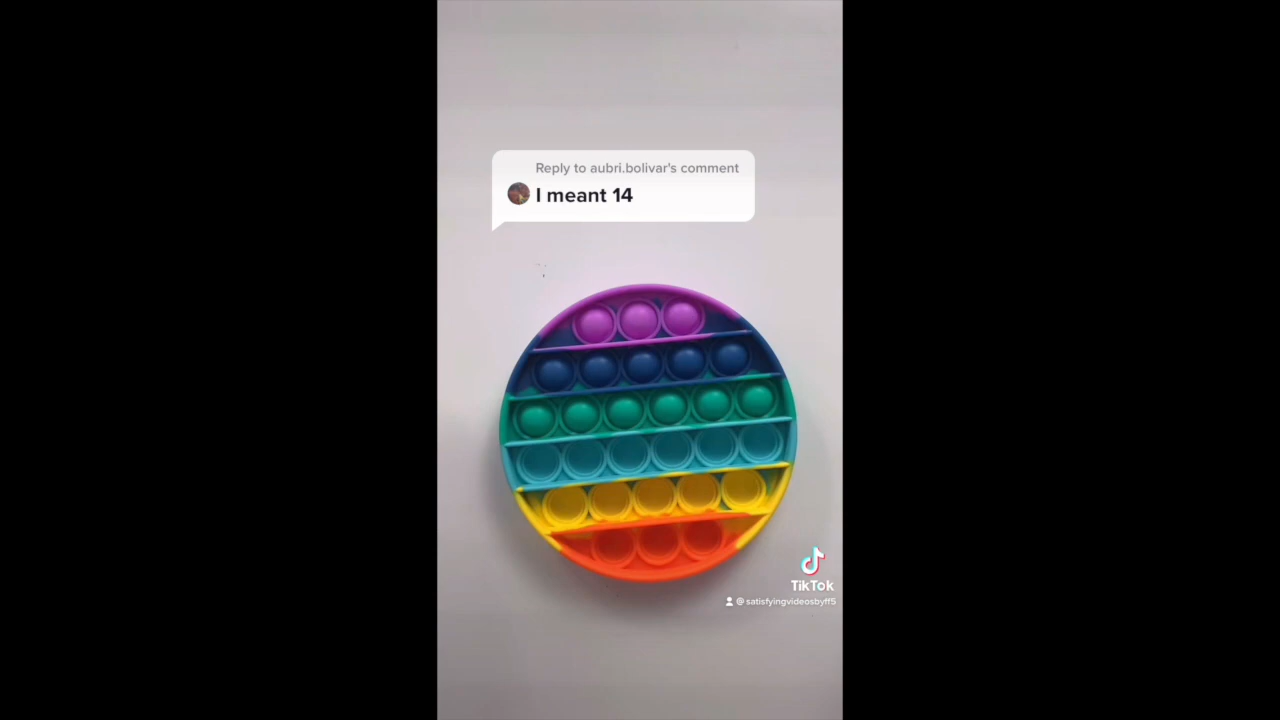 Reply to aubri.bolivar's comment
I meant 14
TikTok
@satisfyingvideosbyff5